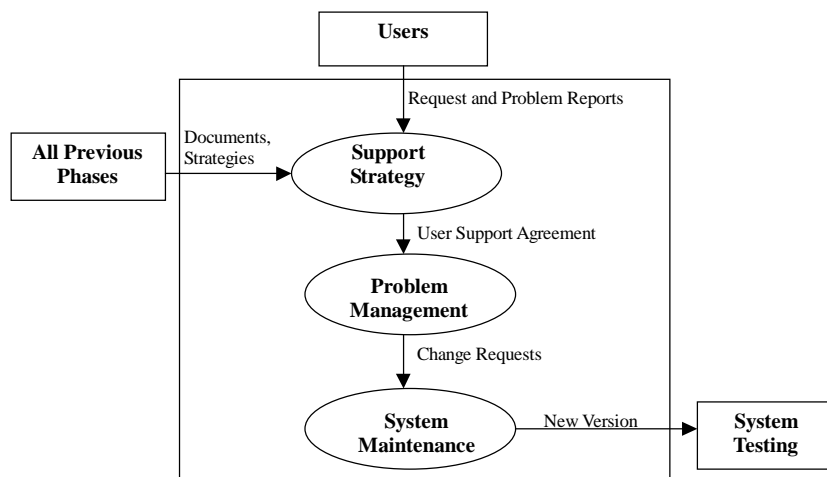 Users
Request and Problem Reports
Documents,
Strategies
All Previous
Phases
Support
Strategy
User Support Agreement
Problem
Management
Change Requests
System
Maintenance
New Version
System
Testing